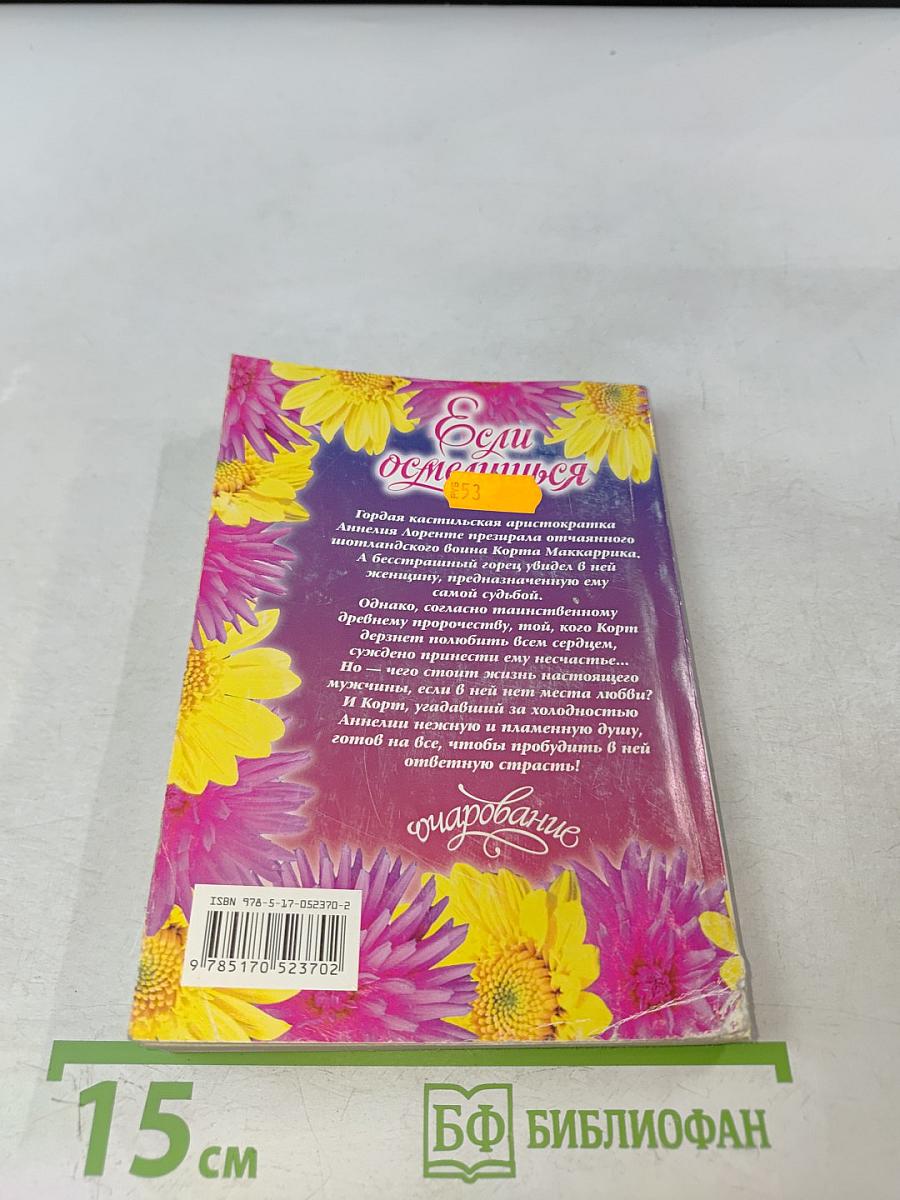 Если
осмелишься
РУБ 53
Гордая кастильская аристократка
Аннелия Лоренте презирала отчаянного
шотландского воина Корта Маккаррика.
А бесстрашный горец увидел в ней
женщину, предназначенную ему
самой судьбой.
Однако, согласно таинственному
древнему пророчеству, той, кого Корт
дерзнет полюбить всем сердцем,
суждено принести ему несчастье...
Но — чего стоит жизнь настоящего
мужчины, если в ней нет места любви?
И Корт, угадавший за холодностью
Аннелии нежную и пламенную душу,
готов на все, чтобы пробудить в ней
ответную страсть!
очарование
ISBN 978-5-17-052370-2
9 785170 523702
15 см
БФ БИБЛИОФАН